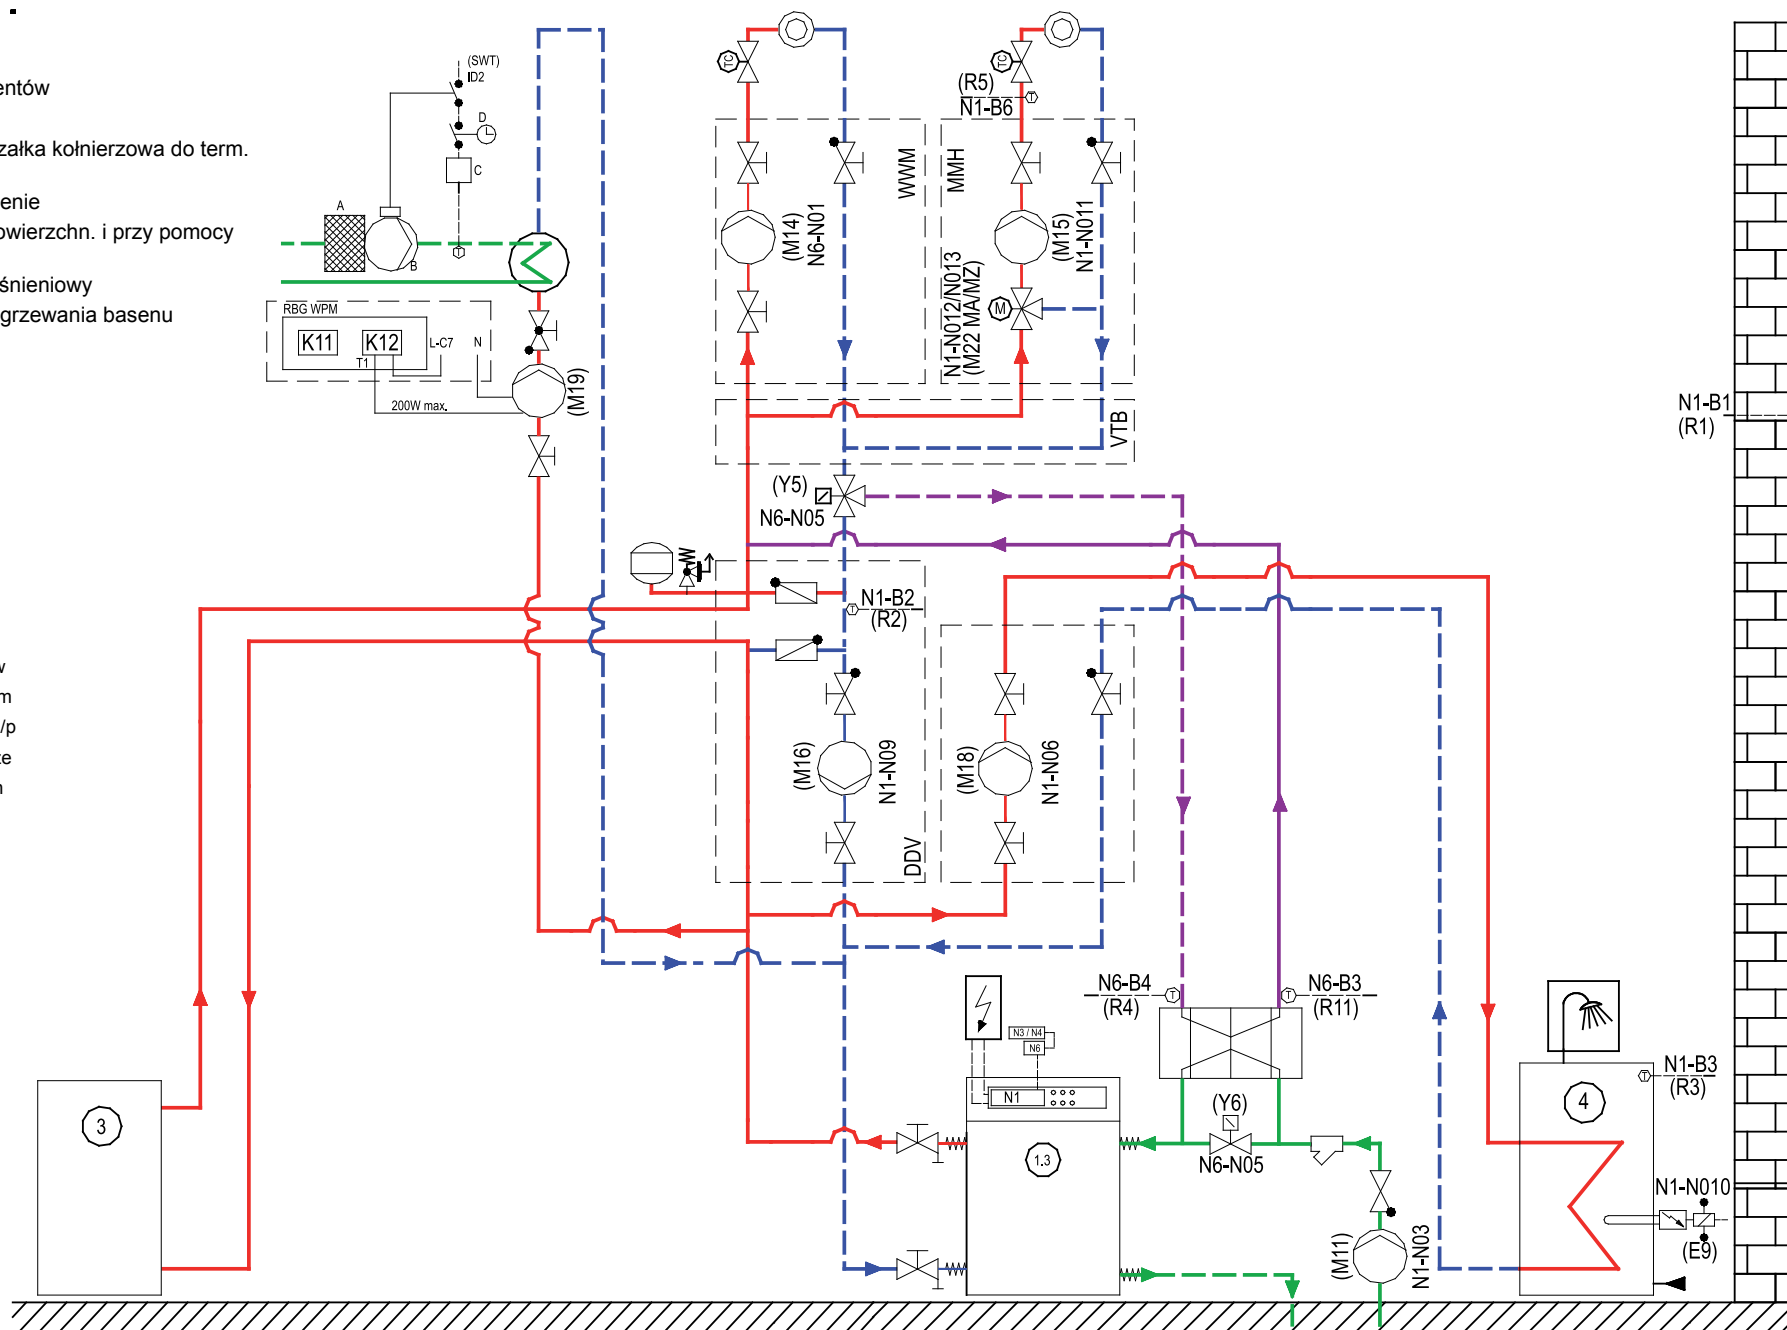 entów
załka kołnierzowa do term.
enie
owierzchn. i przy pomocy
śnieniowy
grzewania basenu
w
m
/p
ze
n
(SWT)
ID2
D
C
A
B
T
RBG WPM
K11
K12
L-C7
N
T1
200W max.
(M19)
TC
TC
(R5)
N1-B6
T
WWM
MMH
(M14)
N6-N01
(M15)
N1-N011
N1-N012/N013
(M22 MA/MZ)
M
VTB
N1-B1
(R1)
(Y5)
N6-N05
T
N1-B2
(R2)
(M16)
N1-N09
DDV
(M18)
N1-N06
N6-B4
(R4)
T
T
N6-B3
(R11)
N3 / N4
N6
N1
1.3
(Y6)
N6-N05
(M11)
N1-N03
3
4
T
N1-B3
(R3)
N1-N010
(E9)